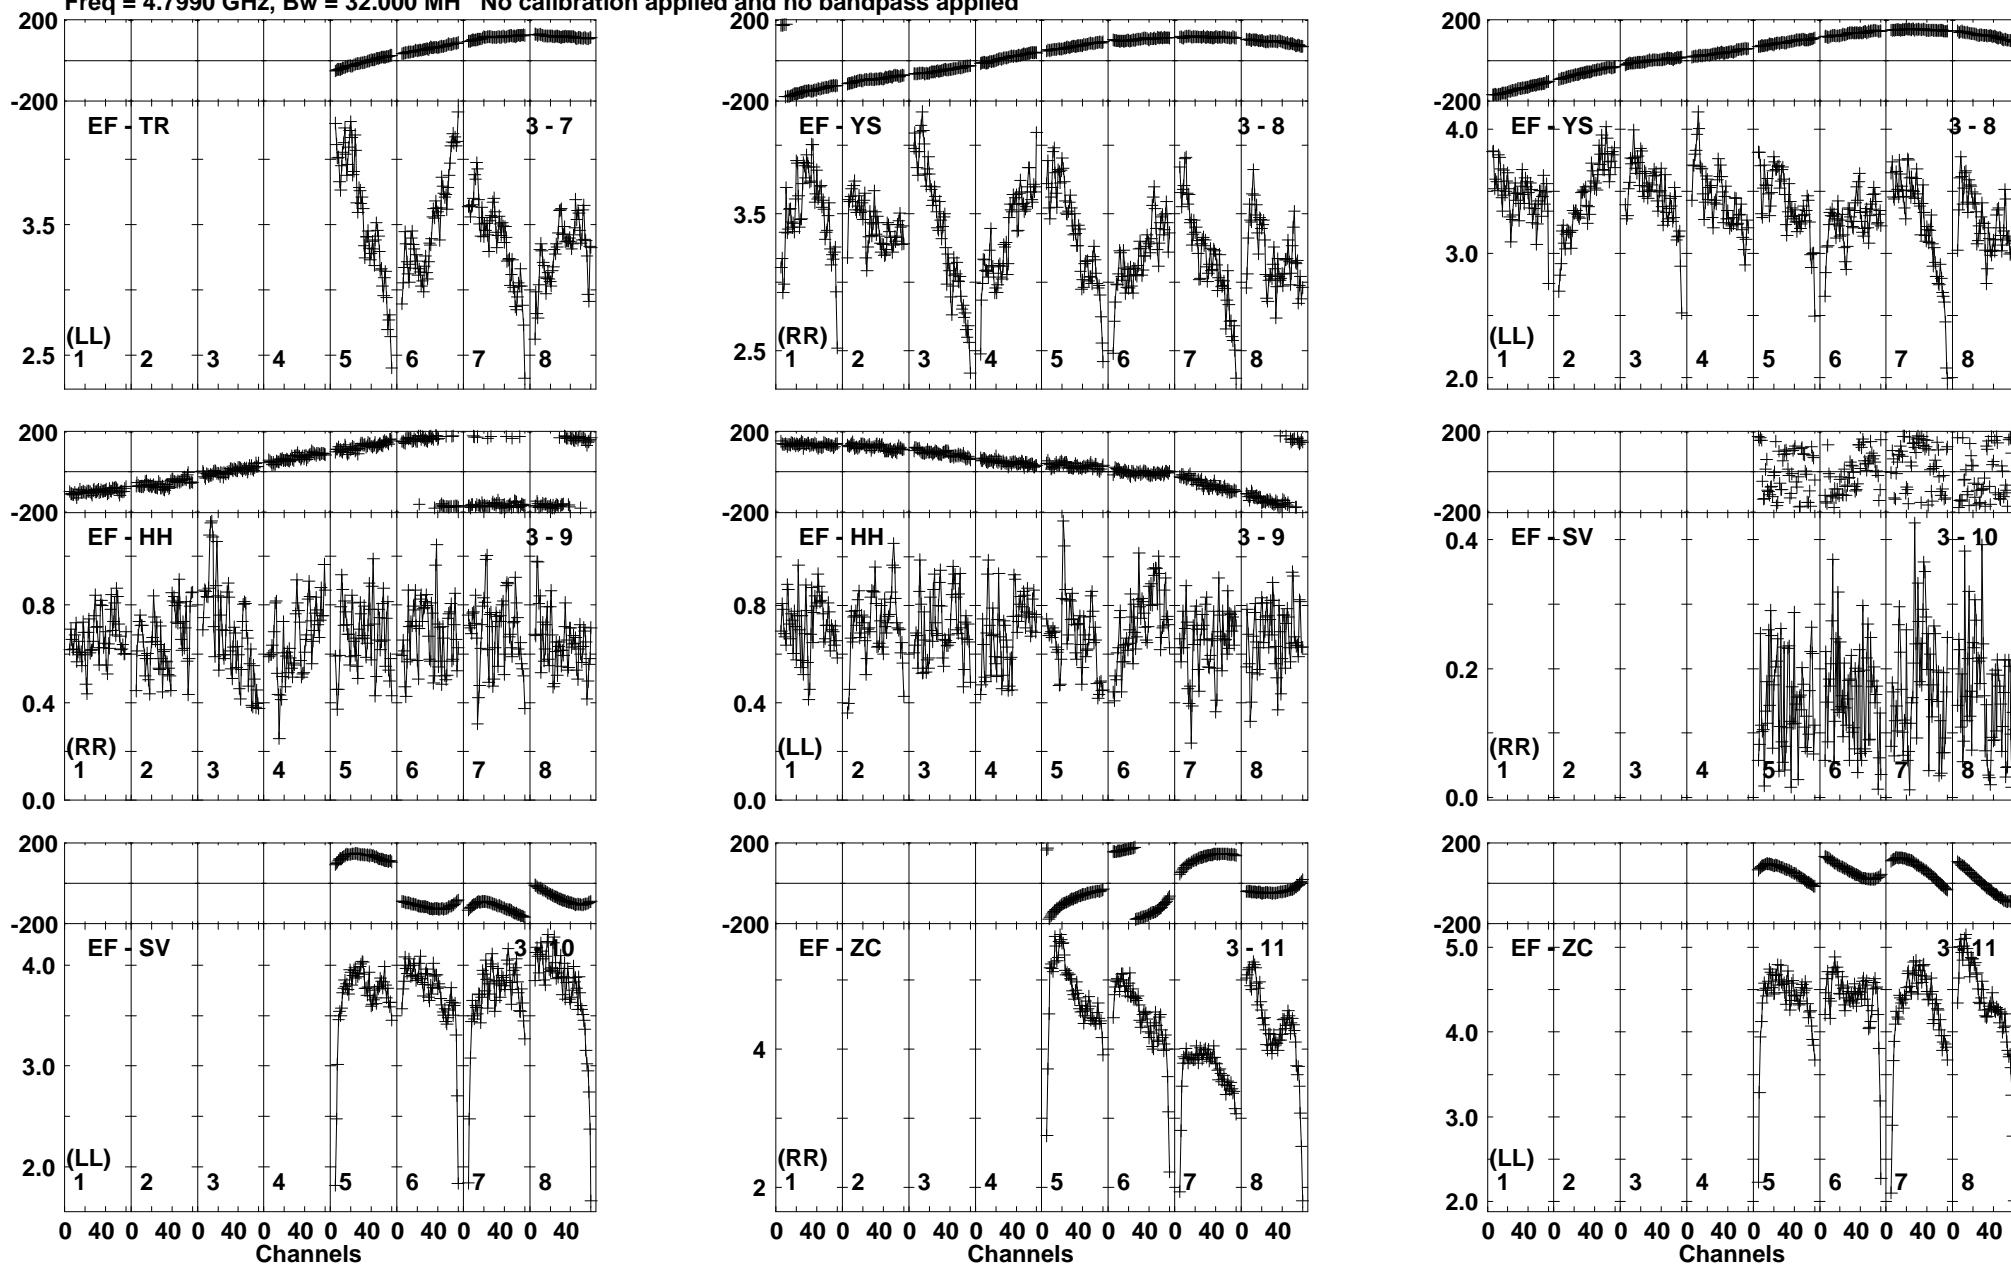 Freq = 4.7990 GHz, Bw = 32.000 MH No calibration applied and no bandpass applied
200 200 200
-200 -200 -200
EF - TR 3 - 7 EF - YS 3 - 8 EF - YS 3 - 8
4.0
3.5 3.5
3.0
(LL) (RR) (LL)
2.5 2.5 2.0
1 2 3 4 5 6 7 8 1 2 3 4 5 6 7 8 1 2 3 4 5 6 7 8
200 200 200
-200 -200 -200
EF - HH 3 - 9 EF - HH 3 - 9 EF - SV 3 - 10
0.4
0.8 0.8
0.2
0.4 0.4
(RR) (LL) (RR)
1 2 3 4 5 6 7 8 1 2 3 4 5 6 7 8 1 2 3 4 5 6 7 8
0.0 0.0 0.0
200 200 200
-200 -200 -200
EF - SV 3 - 10 EF - ZC 3 - 11 EF - ZC 3 - 11
4.0 5.0
4 4.0
3.0 3.0
(LL) (RR) (LL)
2.0 2 2.0
1 2 3 4 5 6 7 8 1 2 3 4 5 6 7 8 1 2 3 4 5 6 7 8
0 40 0 40 0 40 0 40 0 40 0 40 0 40 0 40 0 40 0 40 0 40 0 40 0 40 0 40 0 40 0 40 0 40 0 40 0 40 0 40 0 40 0 40 0 40 0 40
Channels Channels Channels